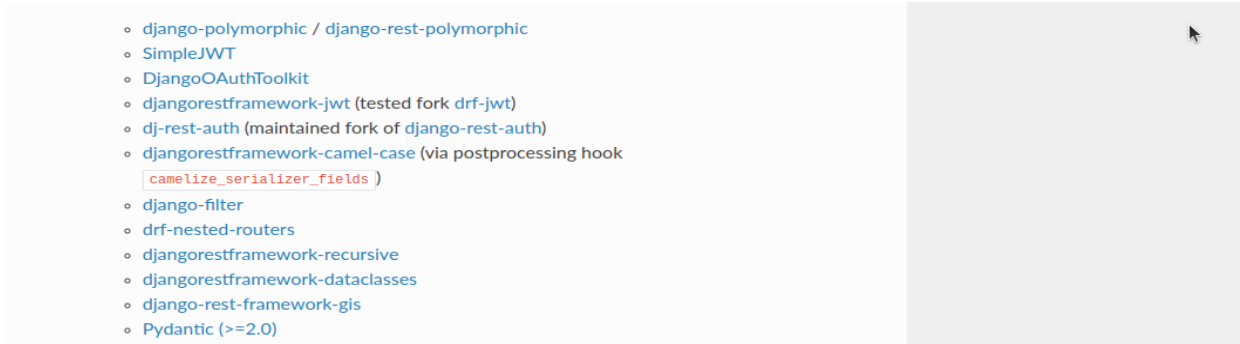 django-polymorphic / django-rest-polymorphic
SimpleJWT
DjangoOAuthToolkit
djangorestframework-jwt (tested fork drf-jwt)
dj-rest-auth (maintained fork of django-rest-auth)
djangorestframework-camel-case (via postprocessing hook
camelize_serializer_fields)
django-filter
drf-nested-routers
djangorestframework-recursive
djangorestframework-dataclasses
django-rest-framework-gis
Pydantic (>=2.0)